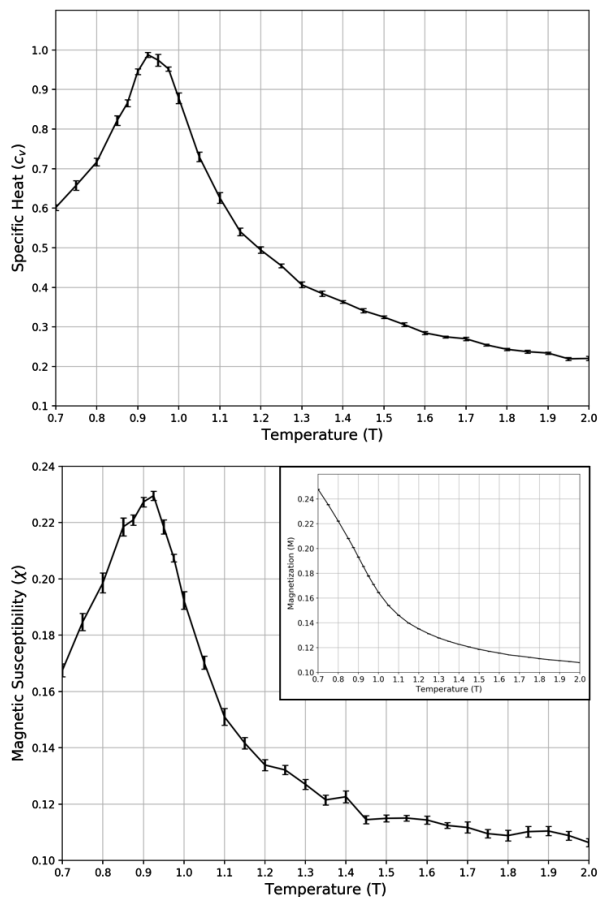 Specific Heat (cᵥ)
1.0
0.9
0.8
0.7
0.6
0.5
0.4
0.3
0.2
0.1
0.7 0.8 0.9 1.0 1.1 1.2 1.3 1.4 1.5 1.6 1.7 1.8 1.9 2.0
Temperature (T)
Magnetic Susceptibility (χ)
0.24
0.22
0.20
0.18
0.16
0.14
0.12
0.10
0.7 0.8 0.9 1.0 1.1 1.2 1.3 1.4 1.5 1.6 1.7 1.8 1.9 2.0
Temperature (T)
Magnetization (M)
0.24
0.22
0.20
0.18
0.16
0.14
0.12
0.10
0.7 0.8 0.9 1.0 1.1 1.2 1.3 1.4 1.5 1.6 1.7 1.8 1.9 2.0
Temperature (T)